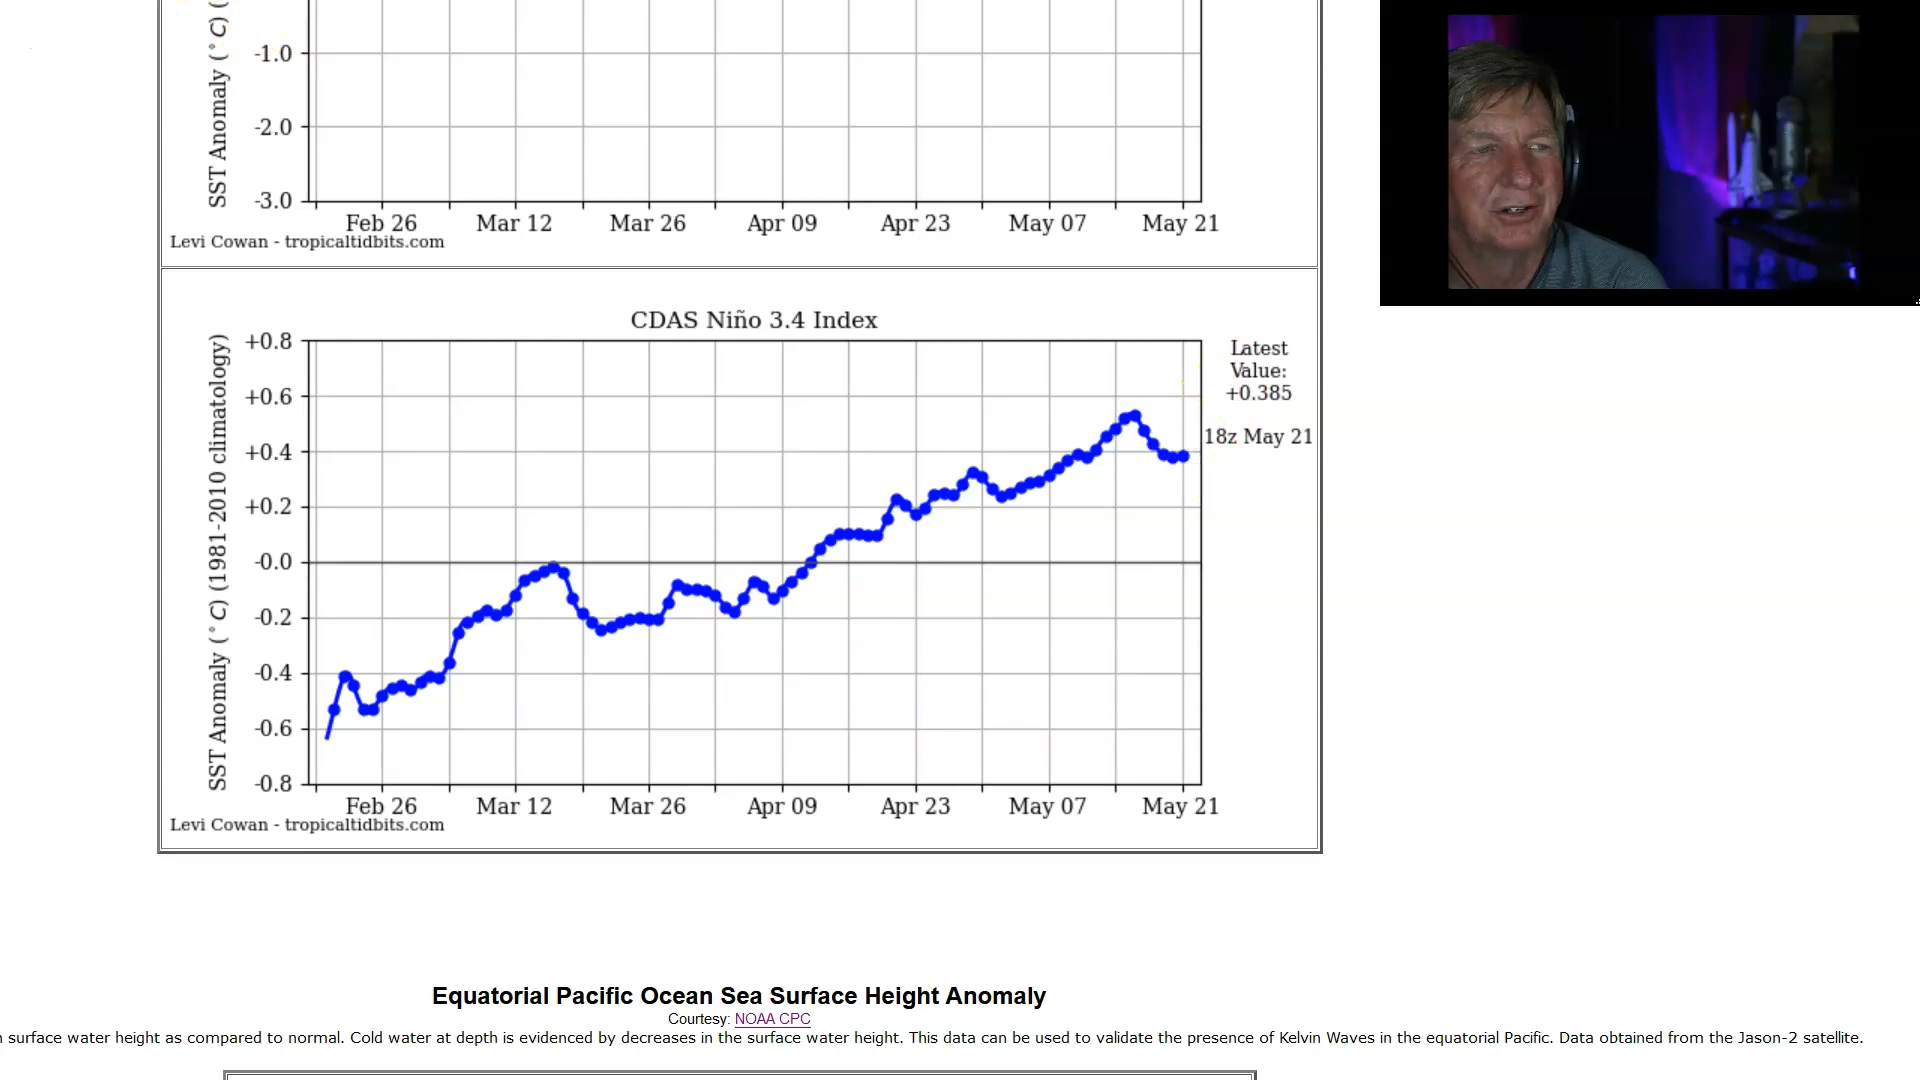 SST Anomaly (°C) (
-1.0
-2.0
-3.0
Feb 26 Mar 12 Mar 26 Apr 09 Apr 23 May 07 May 21
Levi Cowan - tropicaltidbits.com
CDAS Niño 3.4 Index
SST Anomaly (°C) (1981-2010 climatology)
+0.8
+0.6
+0.4
+0.2
-0.0
-0.2
-0.4
-0.6
-0.8
Latest
Value:
+0.385
18z May 21
Feb 26 Mar 12 Mar 26 Apr 09 Apr 23 May 07 May 21
Levi Cowan - tropicaltidbits.com
Equatorial Pacific Ocean Sea Surface Height Anomaly
Courtesy: NOAA CPC
surface water height as compared to normal. Cold water at depth is evidenced by decreases in the surface water height. This data can be used to validate the presence of Kelvin Waves in the equatorial Pacific. Data obtained from the Jason-2 satellite.